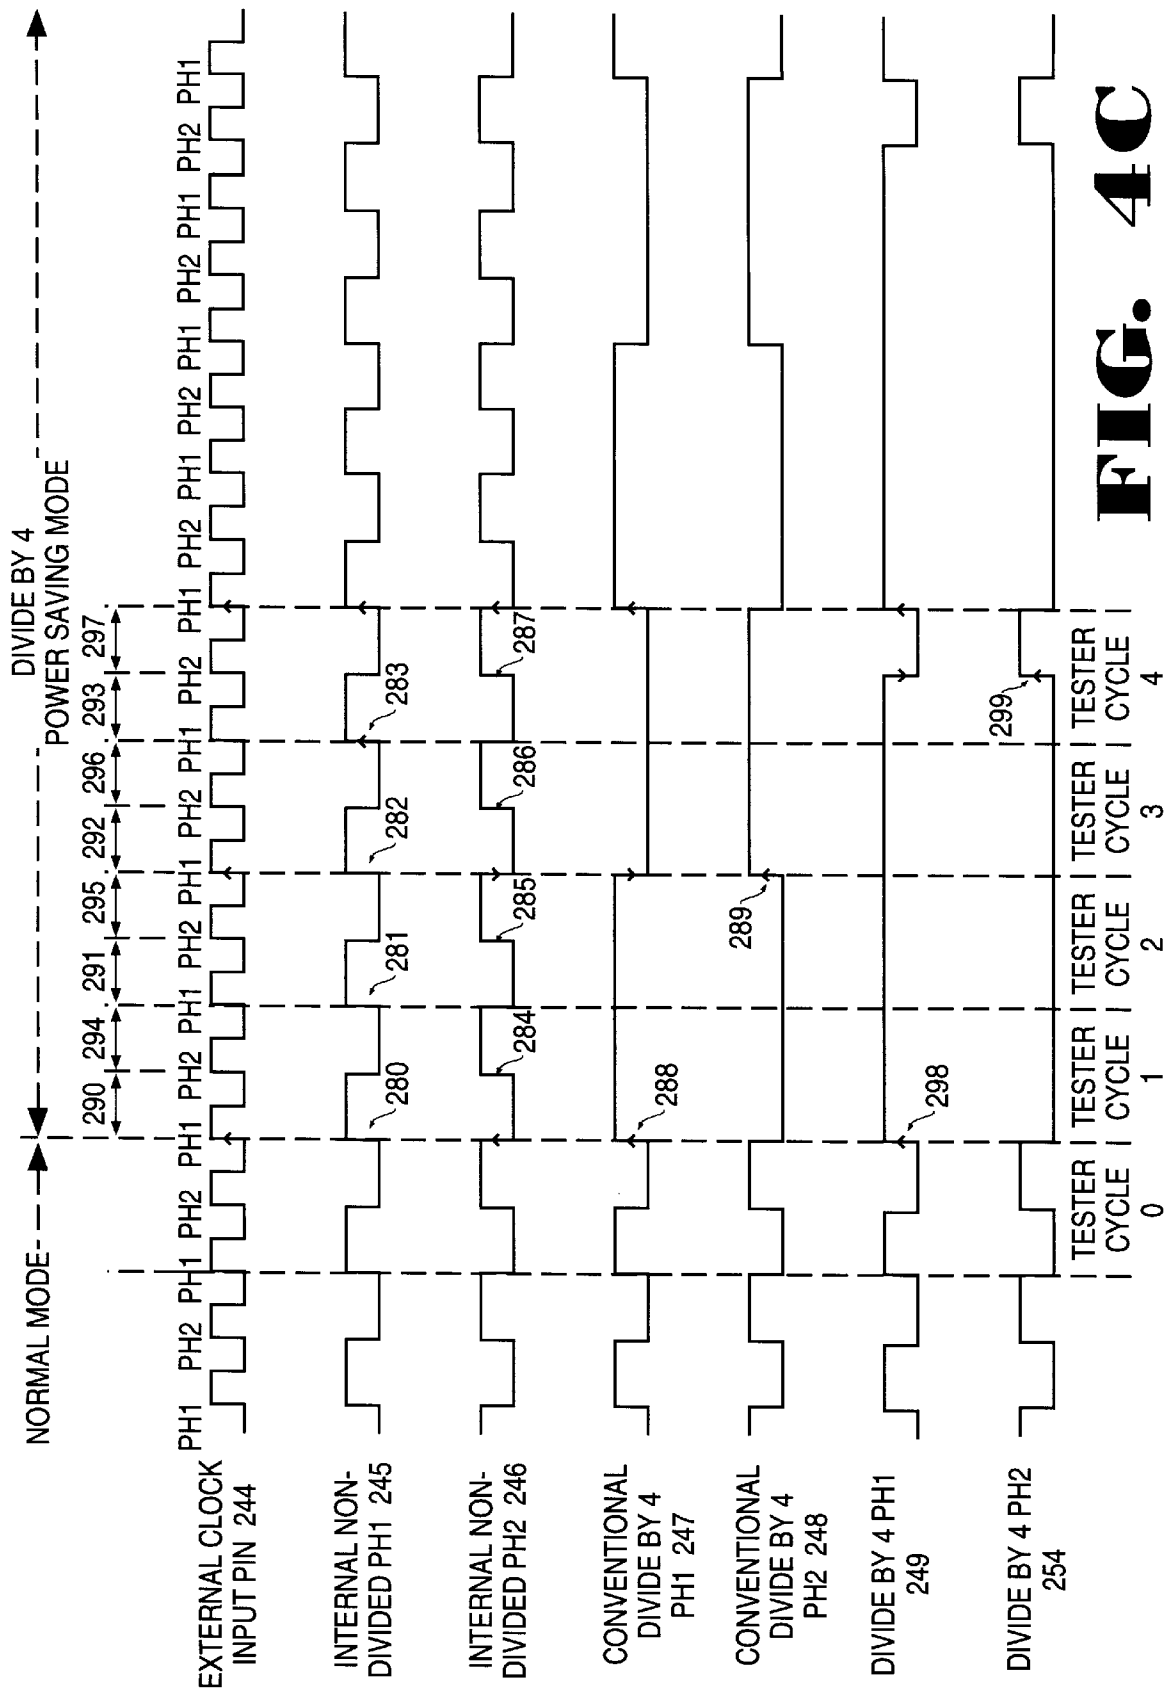 NORMAL MODE
DIVIDE BY 4
POWER SAVING MODE
290 294 291 295 292 296 293 297
PH1 PH2 PH1 PH2 PH1 PH2 PH1 PH2 PH1 PH2 PH1 PH2 PH1 PH2 PH1 PH2 PH1 PH2 PH1 PH2 PH1
EXTERNAL CLOCK
INPUT PIN 244
INTERNAL NON-
DIVIDED PH1 245
280 281 282 283
INTERNAL NON-
DIVIDED PH2 246
284 285 286 287
CONVENTIONAL
DIVIDE BY 4
PH1 247
288
CONVENTIONAL
DIVIDE BY 4
PH2 248
289
DIVIDE BY 4 PH1
249
298
DIVIDE BY 4 PH2
254
299
TESTER
CYCLE
0
TESTER
CYCLE
1
TESTER
CYCLE
2
TESTER
CYCLE
3
TESTER
CYCLE
4
FIG. 4C